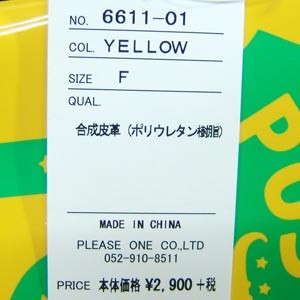 NO. 6611-01
COL. YELLOW
SIZE F
QUAL.
合成皮革 (ポリウレタン樹脂)
MADE IN CHINA
PLEASE ONE CO.,LTD
052-910-8511
PRICE 本体価格 ¥2,900 +税